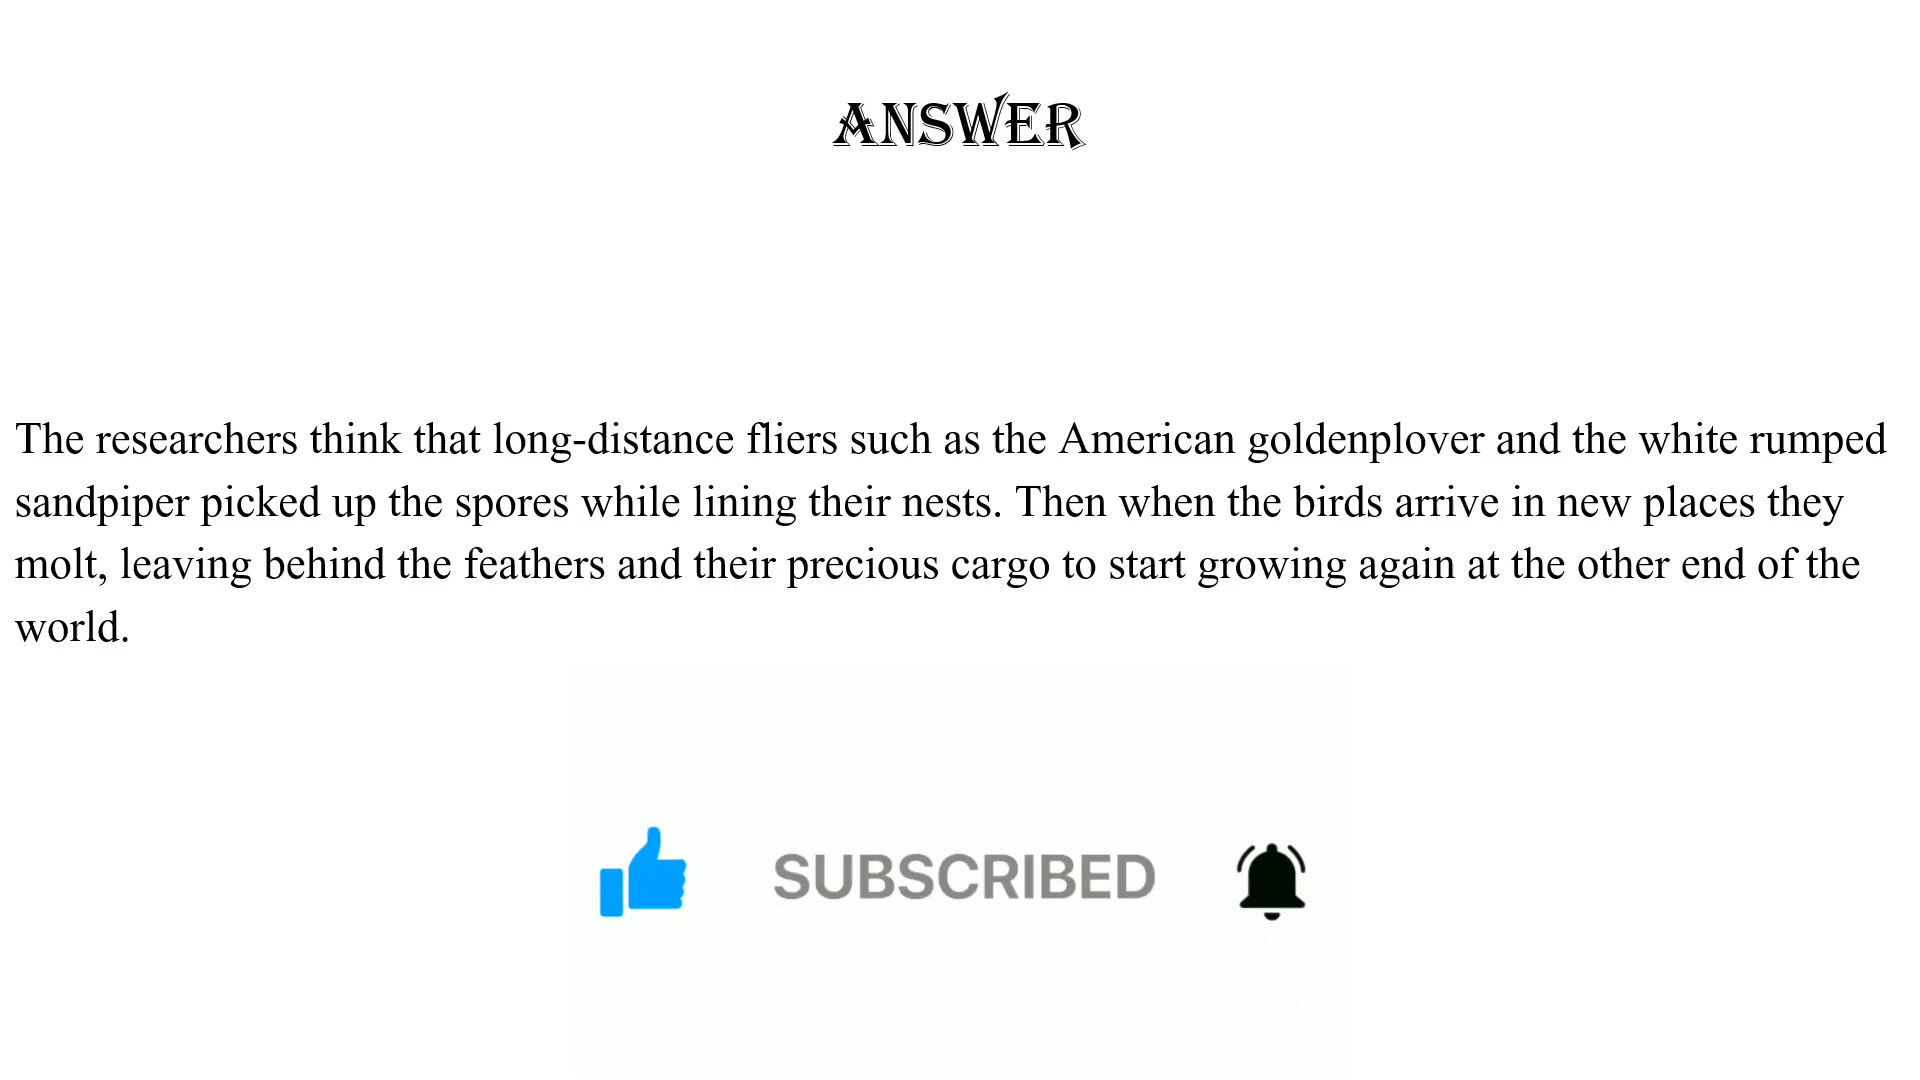 ANSWER
The researchers think that long-distance fliers such as the American goldenplover and the white rumped
sandpiper picked up the spores while lining their nests. Then when the birds arrive in new places they
molt, leaving behind the feathers and their precious cargo to start growing again at the other end of the
world.
SUBSCRIBED